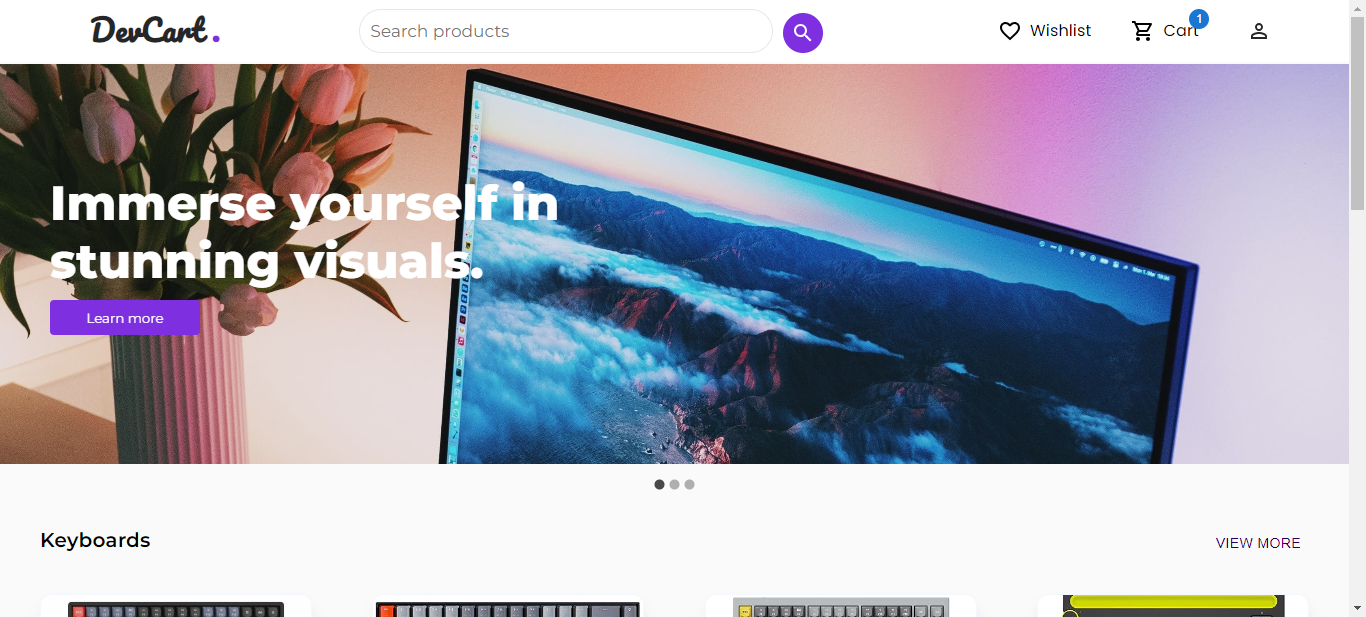 DevCart.
Search products
Wishlist
Cart
1
Immerse yourself in
stunning visuals.
Learn more
Keyboards
VIEW MORE